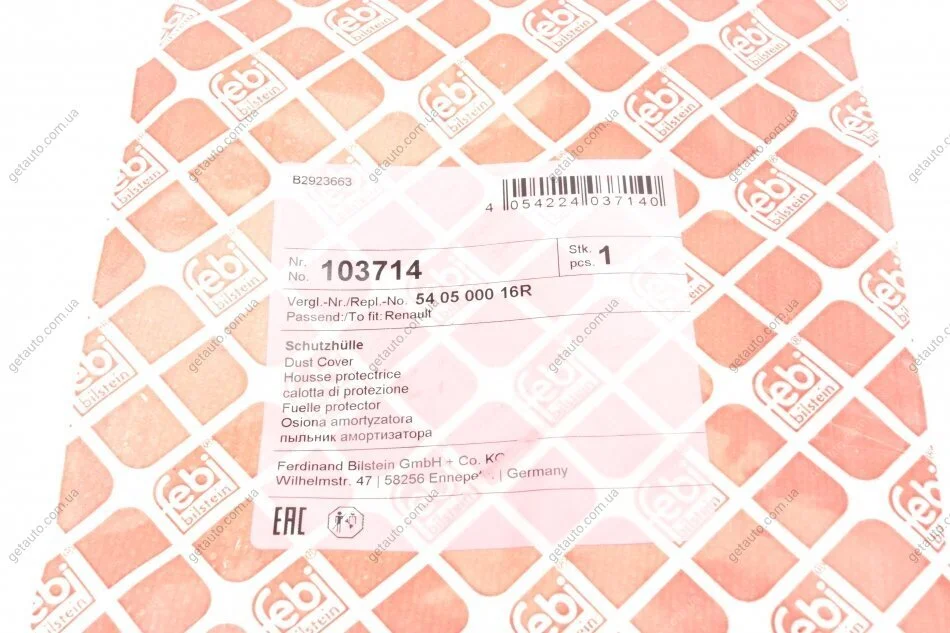 B2923663
4 054224 037140
Nr.
No. 103714
Stk.
pcs. 1
Vergl.-Nr./Repl.-No. 54 05 000 16R
Passend:/To fit: Renault
Schutzhülle
Dust Cover
Housse protectrice
calotta di protezione
Fuelle protector
Osiona amortyzatora
пыльник амортизатора
Ferdinand Bilstein GmbH + Co. KG
Wilhelmstr. 47 | 58256 | Germany
EAC
febi
bilstein
getauto.com.ua